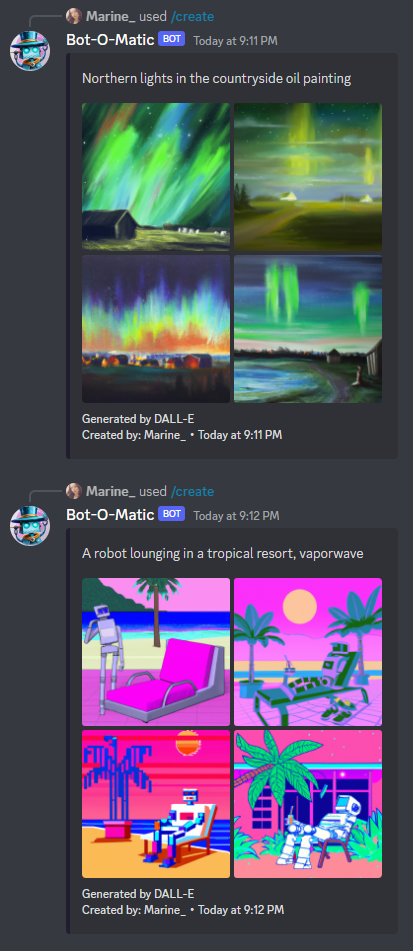 Marine_ used /create
Bot-O-Matic BOT Today at 9:11 PM
Northern lights in the countryside oil painting
Generated by DALL-E
Created by: Marine_ • Today at 9:11 PM
Marine_ used /create
Bot-O-Matic BOT Today at 9:12 PM
A robot lounging in a tropical resort, vaporwave
Generated by DALL-E
Created by: Marine_ • Today at 9:12 PM